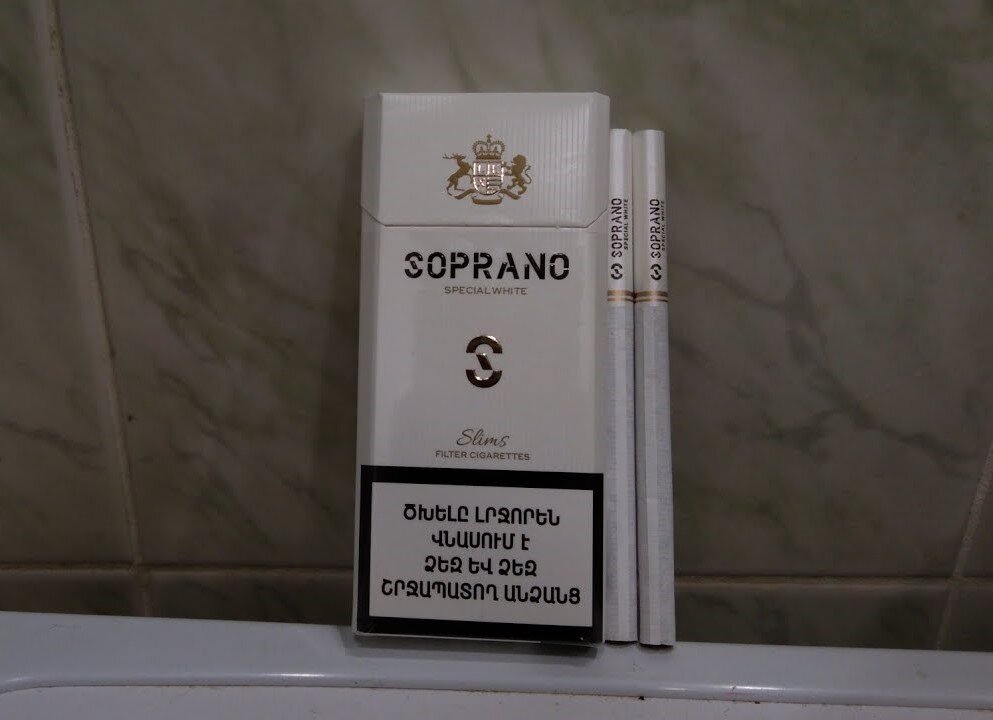 SOPRANO
SPECIAL WHITE
S
Slims
FILTER CIGARETTES
ԾԽԵԼԸ ԼՐՋՈՐԵՆ
ՎՆԱՍՈՒՄ Է
ՁԵԶ ԵՎ ՁԵԶ
ՇՐՋԱՊԱՏՈՂ ԱՆՁԱՆՑ
S SOPRANO
SPECIAL WHITE
S SOPRANO
SPECIAL WHITE